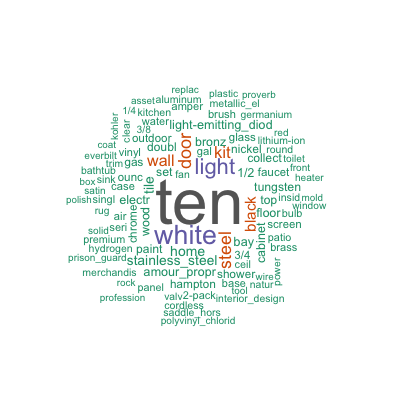 replac
plastic proverb
asset aluminum
amper
metallic_el
1/4 kitchen
brush germanium
kohler
clear
water
glass
red
3/8
light-emitting_diod
outdoor
bronz
nickel
lithium-ion
coat
doubl
gal
round
everbilt
vinyl
wall
door
kit
collect
toilet
trim
gas
set
fan
light
1/2
faucet
front
bathtub
sink
ounc
tile
ten
tungsten
heater
box
case
satin
electr
black
top
insid
mold
polish
singl
chrome
wood
floor
bulb
window
rug
air
white
steel
bay
cabinet
screen
solid
seri
premium
paint
home
3/4
patio
hydrogen
stainless_steel
brass
prison_guard
ceil
power
merchandis
amour_propr
shower
wire
rock
panel
hampton
base
natur
tool
profession
valv
2-pack
interior_design
cordless
saddle_hors
polyvinyl_chlorid